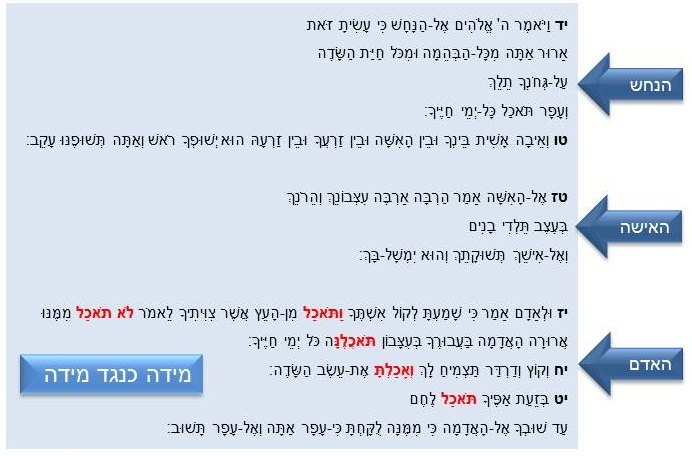 יד וַיֹּאמֶר ה' אֱלֹהִים אֶל-הַנָּחָשׁ כִּי עָשִׂיתָ זֹּאת
אָרוּר אַתָּה מִכָּל-הַבְּהֵמָה וּמִכֹּל חַיַּת הַשָּׂדֶה
עַל-גְּחֹנְךָ תֵלֵךְ
וְעָפָר תֹּאכַל כָּל-יְמֵי חַיֶּיךָ:
טו וְאֵיבָה אָשִׁית בֵּינְךָ וּבֵין הָאִשָּׁה וּבֵין זַרְעֲךָ וּבֵין זַרְעָהּ הוּא יְשׁוּפְךָ רֹאשׁ וְאַתָּה תְּשׁוּפֶנּוּ עָקֵב:
הנחש
טז אֶל-הָאִשָּׁה אָמַר הַרְבָּה אַרְבֶּה עִצְּבוֹנֵךְ וְהֵרֹנֵךְ
בְּעֶצֶב תֵּלְדִי בָנִים
וְאֶל-אִישֵׁךְ תְּשׁוּקָתֵךְ וְהוּא יִמְשָׁל-בָּךְ:
האישה
יז וּלְאָדָם אָמַר כִּי שָׁמַעְתָּ לְקוֹל אִשְׁתֶּךָ וַתֹּאכַל מִן-הָעֵץ אֲשֶׁר צִוִּיתִיךָ לֵאמֹר לֹא תֹאכַל מִמֶּנּוּ
אֲרוּרָה הָאֲדָמָה בַּעֲבוּרֶךָ בְּעִצָּבוֹן תֹּאכְלֶנָּה כֹּל יְמֵי חַיֶּיךָ:
יח וְקוֹץ וְדַרְדַּר תַּצְמִיחַ לָךְ וְאָכַלְתָּ אֶת-עֵשֶׂב הַשָּׂדֶה:
יט בְּזֵעַת אַפֶּיךָ תֹּאכַל לֶחֶם
עַד שׁוּבְךָ אֶל-הָאֲדָמָה כִּי מִמֶּנָּה לֻקָּחְתָּ כִּי-עָפָר אַתָּה וְאֶל-עָפָר תָּשׁוּב:
האדם
מידה כנגד מידה